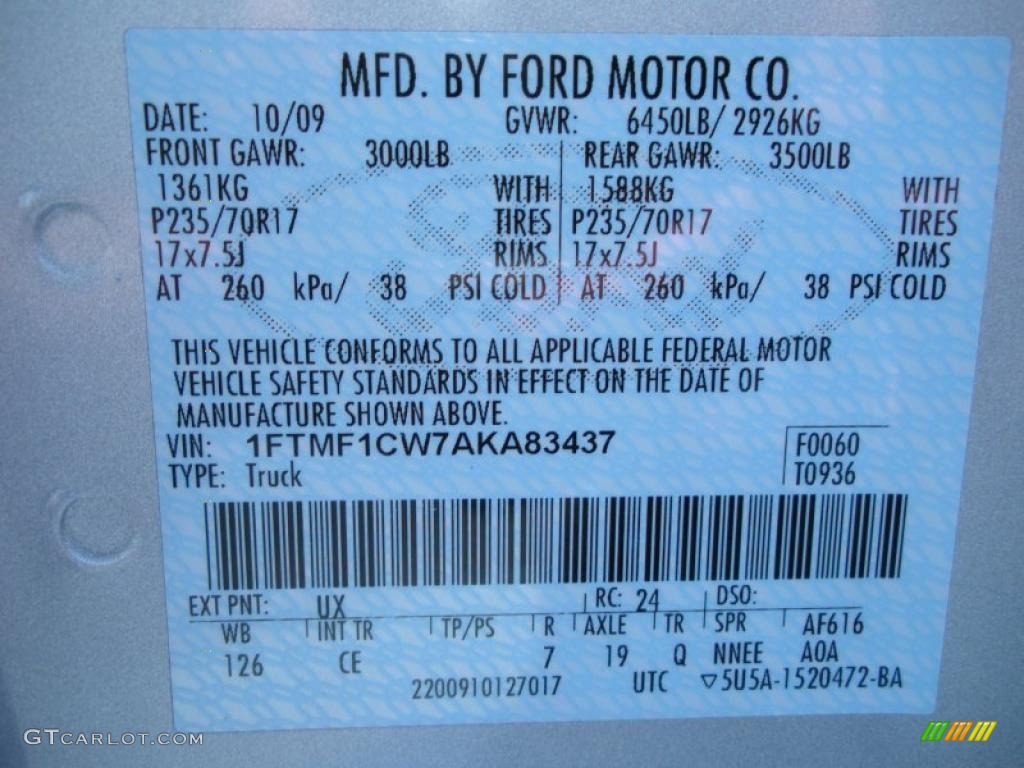 MFD. BY FORD MOTOR CO.
DATE: 10/09 GVWR: 6450LB/ 2926KG
FRONT GAWR: 3000LB REAR GAWR: 3500LB
1361KG WITH 1588KG WITH
P235/70R17 TIRES P235/70R17 TIRES
17x7.5J RIMS 17x7.5J RIMS
AT 260 kPa/ 38 PSI COLD AT 260 kPa/ 38 PSI COLD
THIS VEHICLE CONFORMS TO ALL APPLICABLE FEDERAL MOTOR
VEHICLE SAFETY STANDARDS IN EFFECT ON THE DATE OF
MANUFACTURE SHOWN ABOVE.
VIN: 1FTMF1CW7AKA83437 F0060
TYPE: Truck T0936
EXT PNT: UX RC: 24 DSO:
WB INT TR TP/PS R AXLE TR SPR AF616
126 CE 7 19 Q NNEE A0A
2200910127017 UTC ▽5U5A-1520472-BA
GTCARLOT.COM